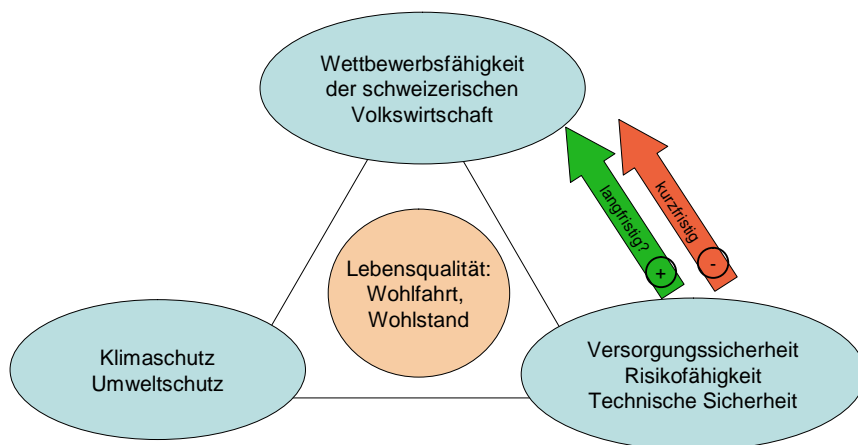 Wettbewerbsfähigkeit
der schweizerischen
Volkswirtschaft
langfristig?
+
kurzfristig
-
Lebensqualität:
Wohlfahrt,
Wohlstand
Klimaschutz
Umweltschutz
Versorgungssicherheit
Risikofähigkeit
Technische Sicherheit